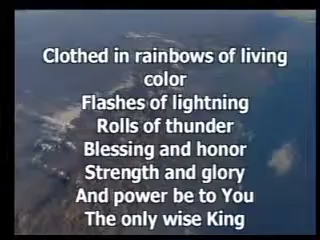 Clothed in rainbows of living
color
Flashes of lightning
Rolls of thunder
Blessing and honor
Strength and glory
And power be to You
The only wise King